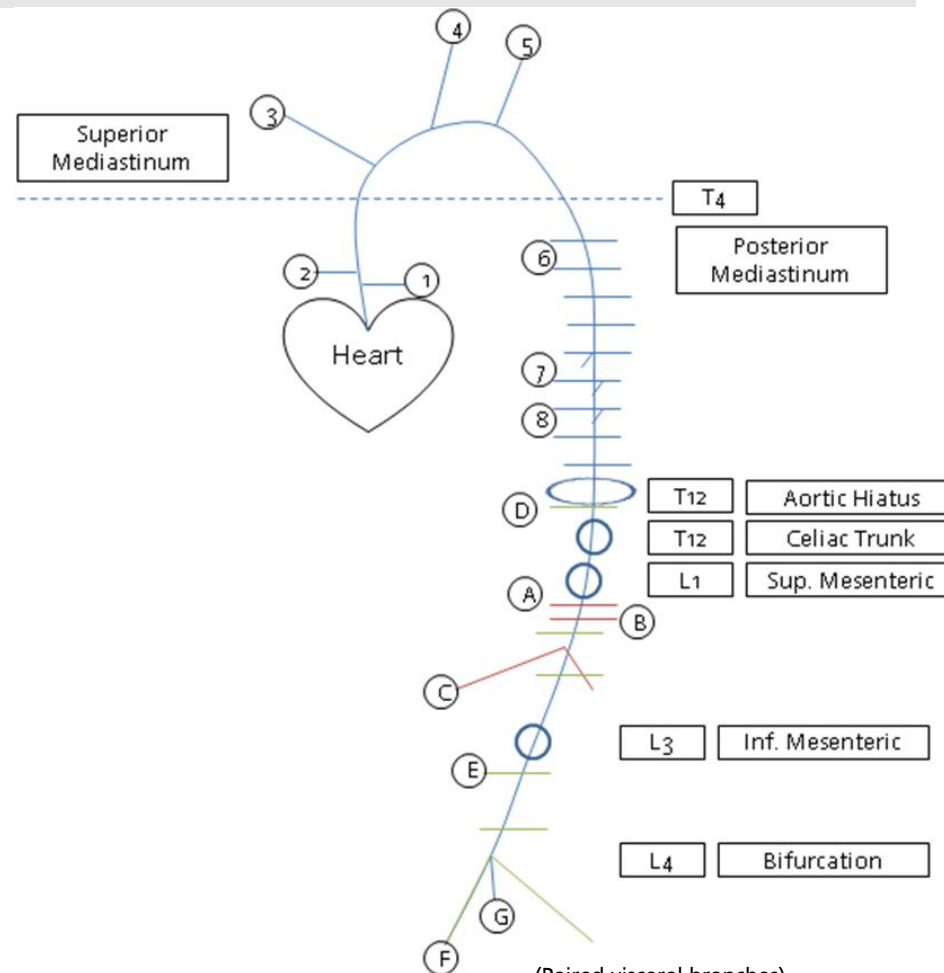 4
5
3
Superior
Mediastinum
T4
6
Posterior
Mediastinum
2
1
Heart
7
8
D
T12
Aortic Hiatus
T12
Celiac Trunk
A
L1
Sup. Mesenteric
B
C
L3
Inf. Mesenteric
E
L4
Bifurcation
G
F
(Paired visceral branches)